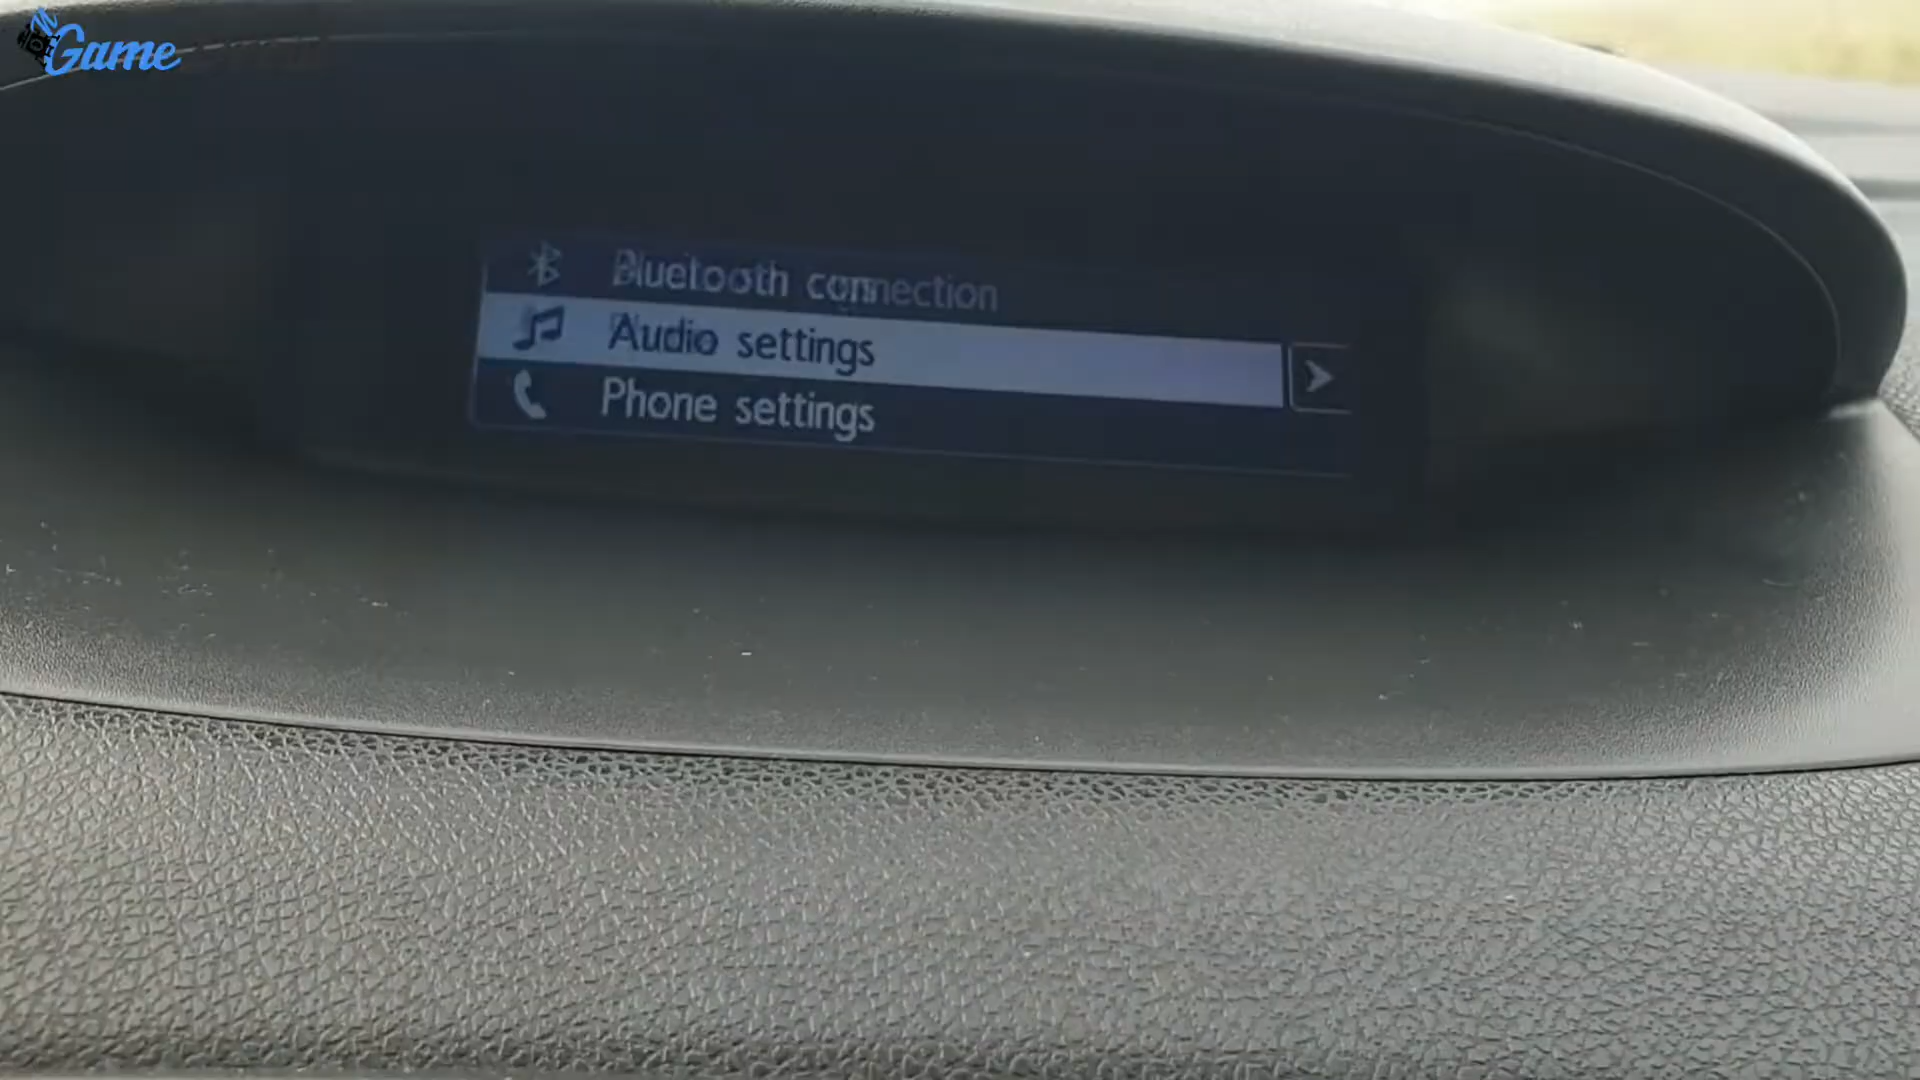 Game
Bluetooth connection
Audio settings
Phone settings